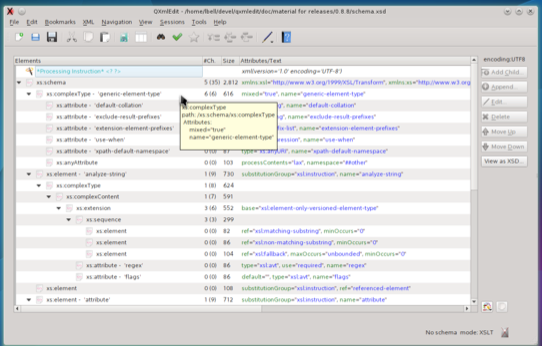 QXmlEdit - /home/lbell/devel/qxmledit/doc/material for releases/0.8.8/schema.xsd
File Edit Bookmarks XML Navigation View Sessions Tools Help
Elements #Ch. Size Attributes/Text
*Processing Instruction* <? ?> xmlversion='1.0' encoding='UTF-8'l
xs:schema 5 (35) 2,812 xmlns:xsl="http://www.w3.org/1999/XSL/Transform", xmlns:xs="http://www.w3.org
xs:complexType - 'generic-element-type' 6 (6) 616 mixed="true", name="generic-element-type"
xs:attribute - 'default-collation' name="default-collation"
xs:attribute - 'exclude-result-prefixes' name="exclude-result-prefixes"
xs:attribute - 'extension-element-prefixes' name="extension-element-prefixes"
xs:attribute - 'use-when' name="use-when"
xs:attribute - 'xpath-default-namespace' name="xpath-default-namespace"
xs:anyAttribute 0 (0) 103 processContents="lax", namespace="##other"
xs:complexType
path: /xs:schema/xs:complexType
Attributes:
mixed="true"
name="generic-element-type"
xs:element - 'analyze-string' 1 (9) 730 substitutionGroup="xsl:instruction", name="analyze-string"
xs:complexType 1 (8) 624
xs:complexContent 1 (7) 591
xs:extension 3 (6) 552 base="xsl:element-only-versioned-element-type"
xs:sequence 3 (3) 299
xs:element 0 (0) 82 ref="xsl:matching-substring", minOccurs="0"
xs:element 0 (0) 86 ref="xsl:non-matching-substring", minOccurs="0"
xs:element 0 (0) 104 ref="xsl:fallback", maxOccurs="unbounded", minOccurs="0"
xs:attribute - 'regex' 0 (0) 86 type="xsl:avt", use="required", name="regex"
xs:attribute - 'flags' 0 (0) 86 default="", type="xsl:avt", name="flags"
xs:element 0 (0) 108 substitutionGroup="xsl:instruction", ref="referenced-element"
xs:element - 'attribute' 1 (9) 712 substitutionGroup="xsl:instruction", name="attribute"
encoding:UTF8
Add Child...
Append...
Edit...
Delete
Move Up
Move Down
View as XSD...
No schema mode: XSLT